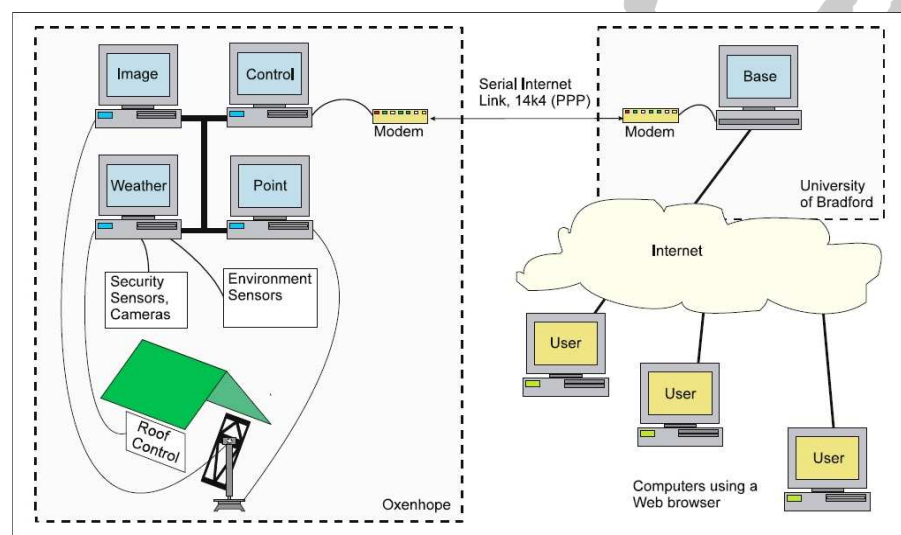 Image
Control
Serial Internet
Link, 14k4 (PPP)
Base
Modem
Modem
Weather
Point
University
of Bradford
Internet
Security
Sensors,
Cameras
Environment
Sensors
User
User
User
Roof
Control
Computers using a
Web browser
Oxenhope